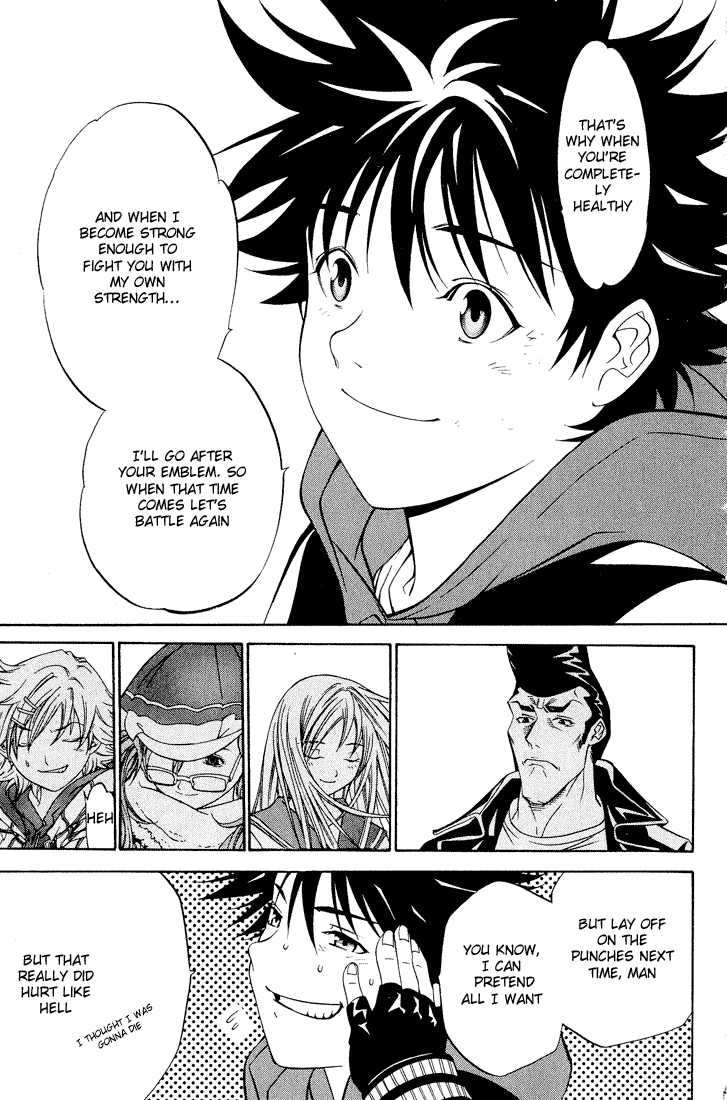 THAT'S
WHY WHEN
YOU'RE
COMPLETE-
LY
HEALTHY
AND WHEN I
BECOME STRONG
ENOUGH TO
FIGHT YOU WITH
MY OWN
STRENGTH...
I'LL GO AFTER
YOUR EMBLEM. SO
WHEN THAT TIME
COMES LET'S
BATTLE AGAIN
HEH
BUT LAY OFF
ON THE
PUNCHES NEXT
TIME, MAN
YOU KNOW,
I CAN
PRETEND
ALL I WANT
BUT THAT
REALLY DID
HURT LIKE
HELL
I THOUGHT I WAS
GONNA DIE